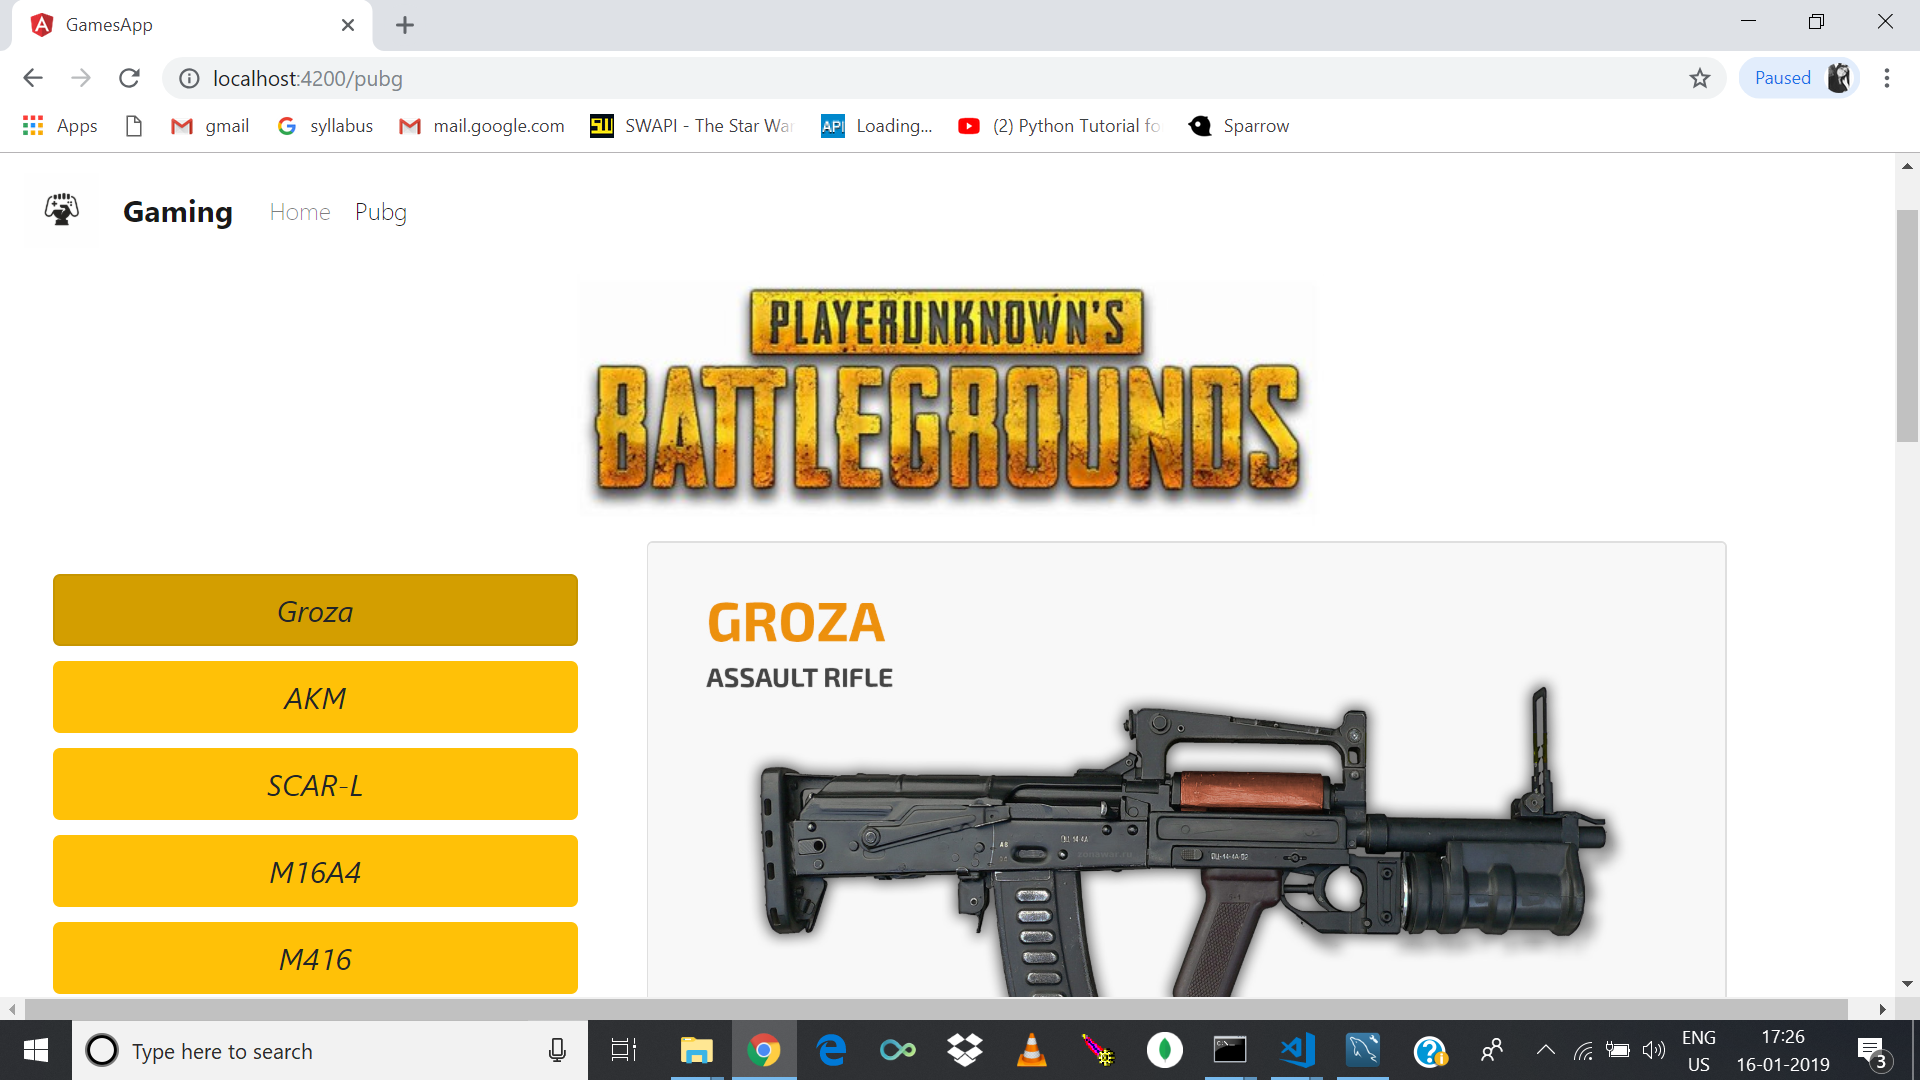 GamesApp
localhost:4200/pubg
Paused
Apps
gmail
syllabus
mail.google.com
SWAPI - The Star Wa
API
Loading...
(2) Python Tutorial fo
Sparrow
Gaming
Home
Pubg
PLAYERUNKNOWN'S
BATTLEGROUNDS
Groza
AKM
SCAR-L
M16A4
M416
GROZA
ASSAULT RIFLE
Type here to search
ENG
US
17:26
16-01-2019
3